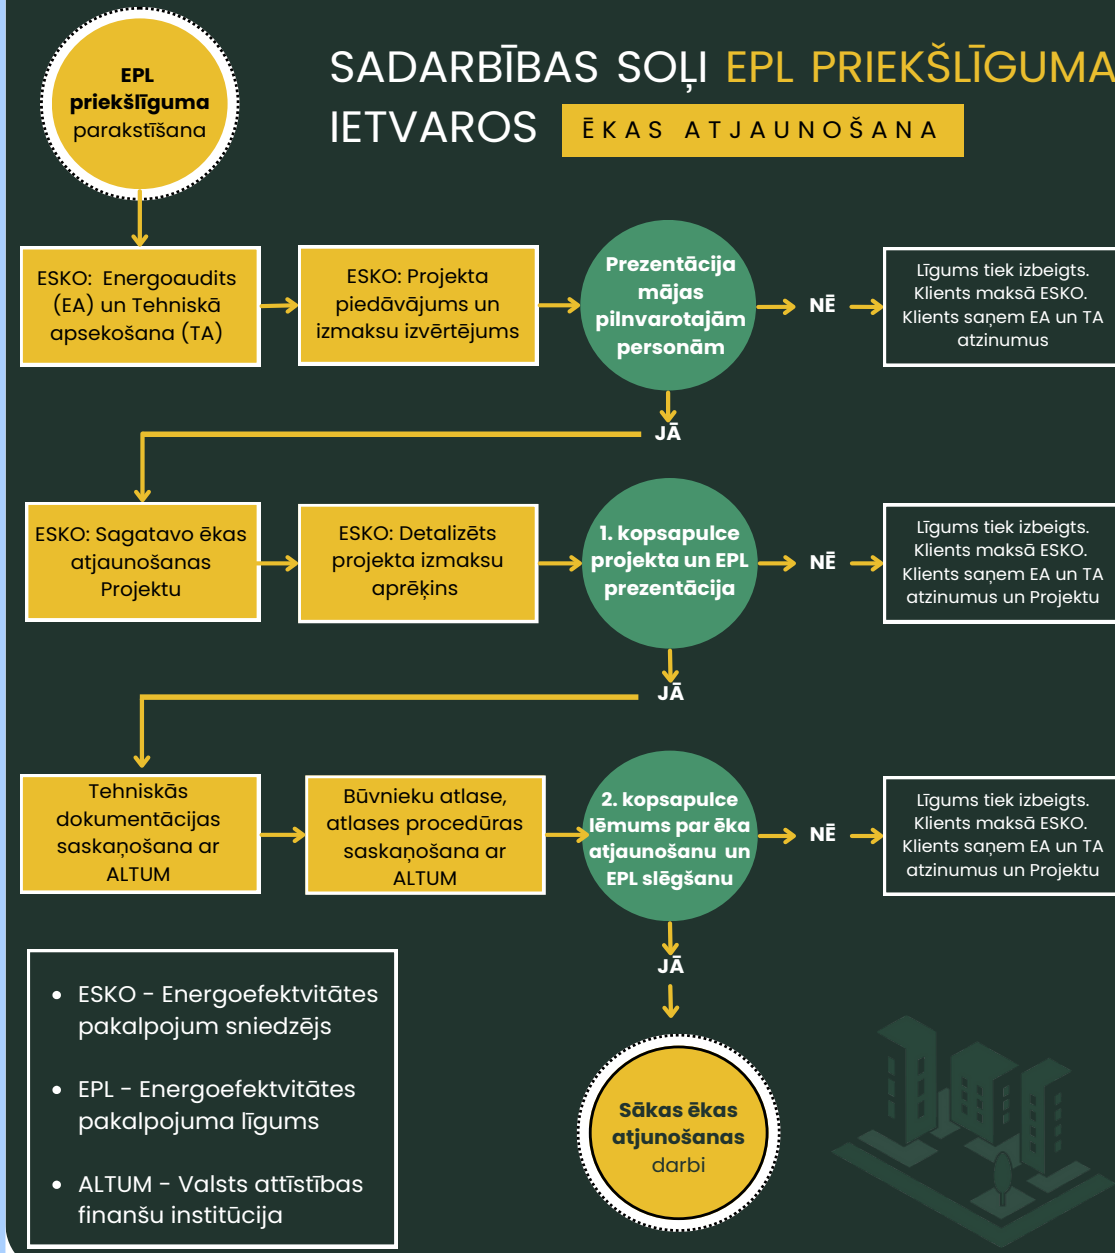 EPL
priekšlīguma
parakstīšana
SADARBĪBAS SOĻI EPL PRIEKŠLĪGUMA
IETVAROS ĒKAS ATJAUNOŠANA
ESKO: Energoaudits
(EA) un Tehniskā
apsekošana (TA)
ESKO: Projekta
piedāvājums un
izmaksu izvērtējums
Prezentācija
mājas
pilnvarotajām
personām
NĒ
Līgums tiek izbeigts.
Klients maksā ESKO.
Klients saņem EA un TA
atzinumus
JĀ
ESKO: Sagatavo ēkas
atjaunošanas
Projektu
ESKO: Detalizēts
projekta izmaksu
aprēķins
1. kopsapulce
projekta un EPL
prezentācija
NĒ
Līgums tiek izbeigts.
Klients maksā ESKO.
Klients saņem EA un TA
atzinumus un Projektu
JĀ
Tehniskās
dokumentācijas
saskaņošana ar
ALTUM
Būvnieku atlase,
atlases procedūras
saskaņošana ar
ALTUM
2. kopsapulce
lēmums par ēka
atjaunošanu un
EPL slēgšanu
NĒ
Līgums tiek izbeigts.
Klients maksā ESKO.
Klients saņem EA un TA
atzinumus un Projektu
JĀ
• ESKO - Energoefektvitātes
pakalpojum sniedzējs
• EPL - Energoefektvitātes
pakalpojuma līgums
• ALTUM - Valsts attīstības
finanšu institūcija
Sākas ēkas
atjunošanas
darbi